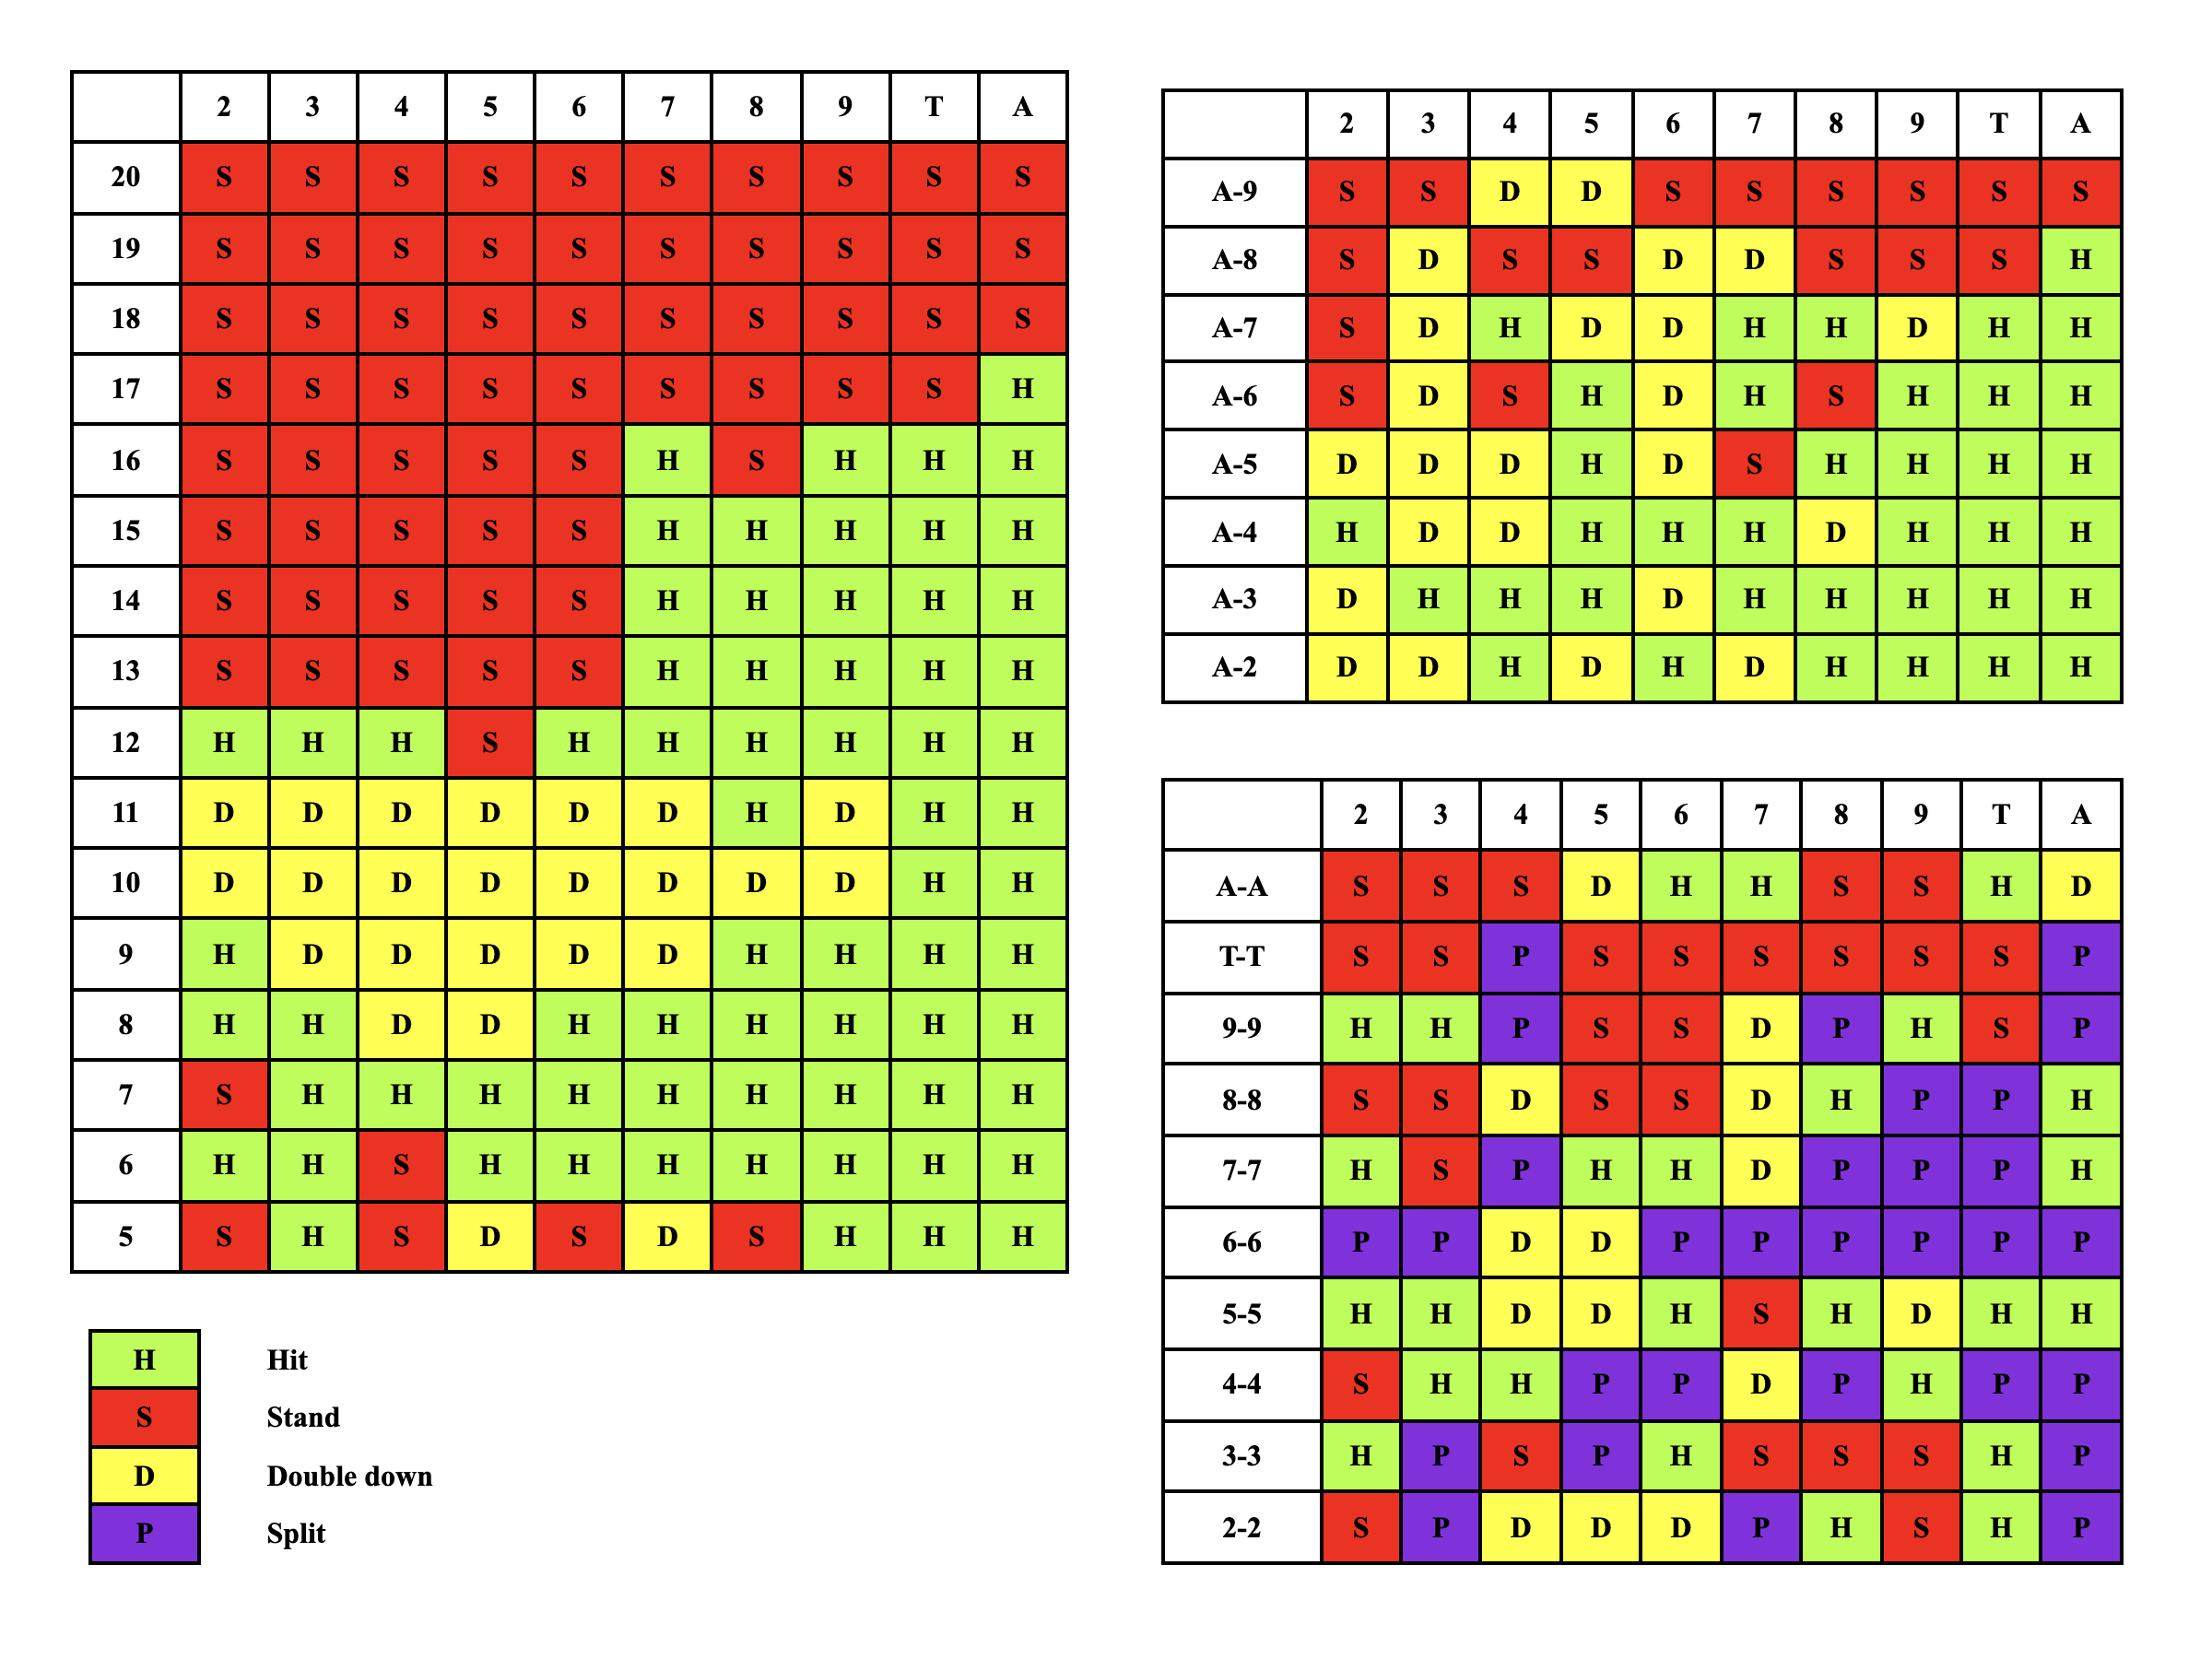 2 3 4 5 6 7 8 9 T A
20 S S S S S S S S S S
19 S S S S S S S S S S
18 S S S S S S S S S S
17 S S S S S S S S S H
16 S S S S S H S H H H
15 S S S S S H H H H H
14 S S S S S H H H H H
13 S S S S S H H H H H
12 H H H S H H H H H H
11 D D D D D D H D H H
10 D D D D D D D D H H
9 H D D D D D H H H H
8 H H D D H H H H H H
7 S H H H H H H H H H
6 H H S H H H H H H H
5 S H S D S D S H H H
H Hit
S Stand
D Double down
P Split
2 3 4 5 6 7 8 9 T A
A-9 S S D D S S S S S S
A-8 S D S S D D S S S H
A-7 S D H D D H H D H H
A-6 S D S H D H S H H H
A-5 D D D H D S H H H H
A-4 H D D H H H D H H H
A-3 D H H H D H H H H H
A-2 D D H D H D H H H H
2 3 4 5 6 7 8 9 T A
A-A S S S D H H S S H D
T-T S S P S S S S S S P
9-9 H H P S S D P H S P
8-8 S S D S S D H P P H
7-7 H S P H H D P P P H
6-6 P P D D P P P P P P
5-5 H H D D H S H D H H
4-4 S H H P P D P H P P
3-3 H P S P H S S S H P
2-2 S P D D D P H S H P